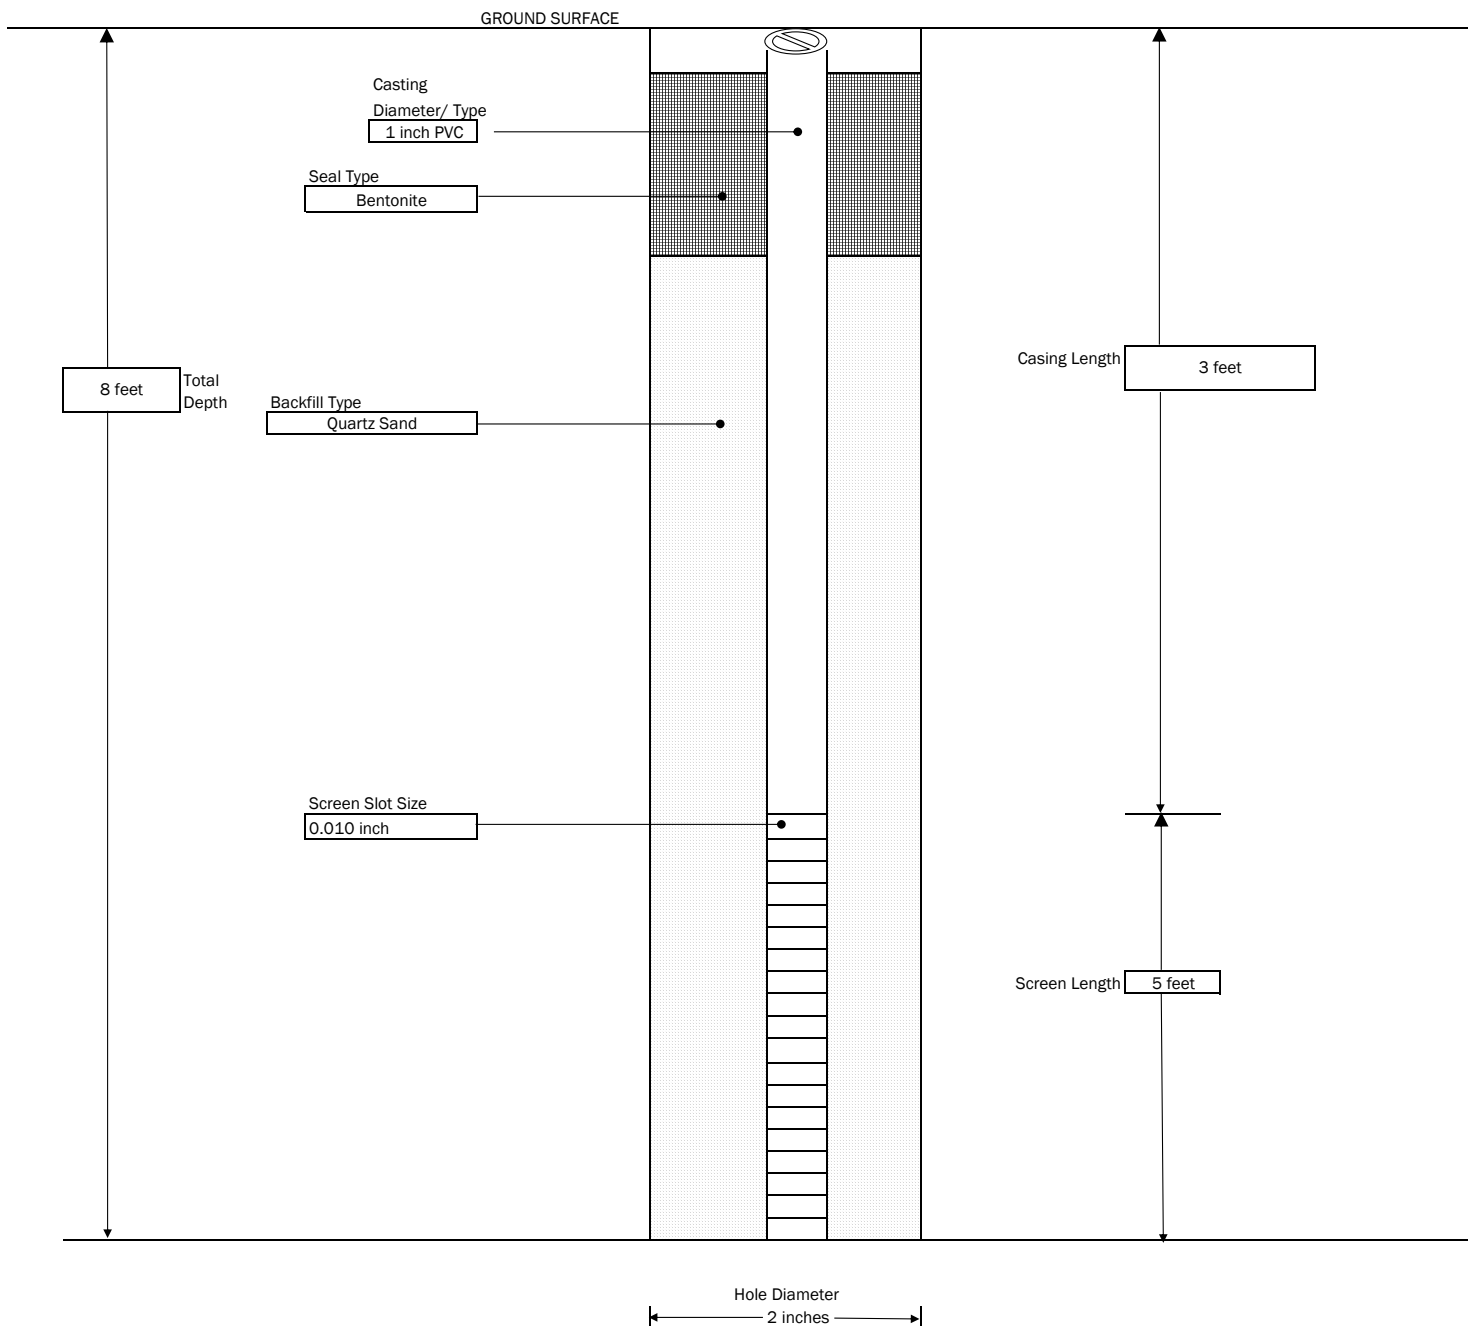 GROUND SURFACE
Casting
Diameter/ Type
1 inch PVC
Seal Type
Bentonite
Casing Length
3 feet
8 feet
Total
Depth
Backfill Type
Quartz Sand
Screen Slot Size
0.010 inch
Screen Length
5 feet
Hole Diameter
2 inches